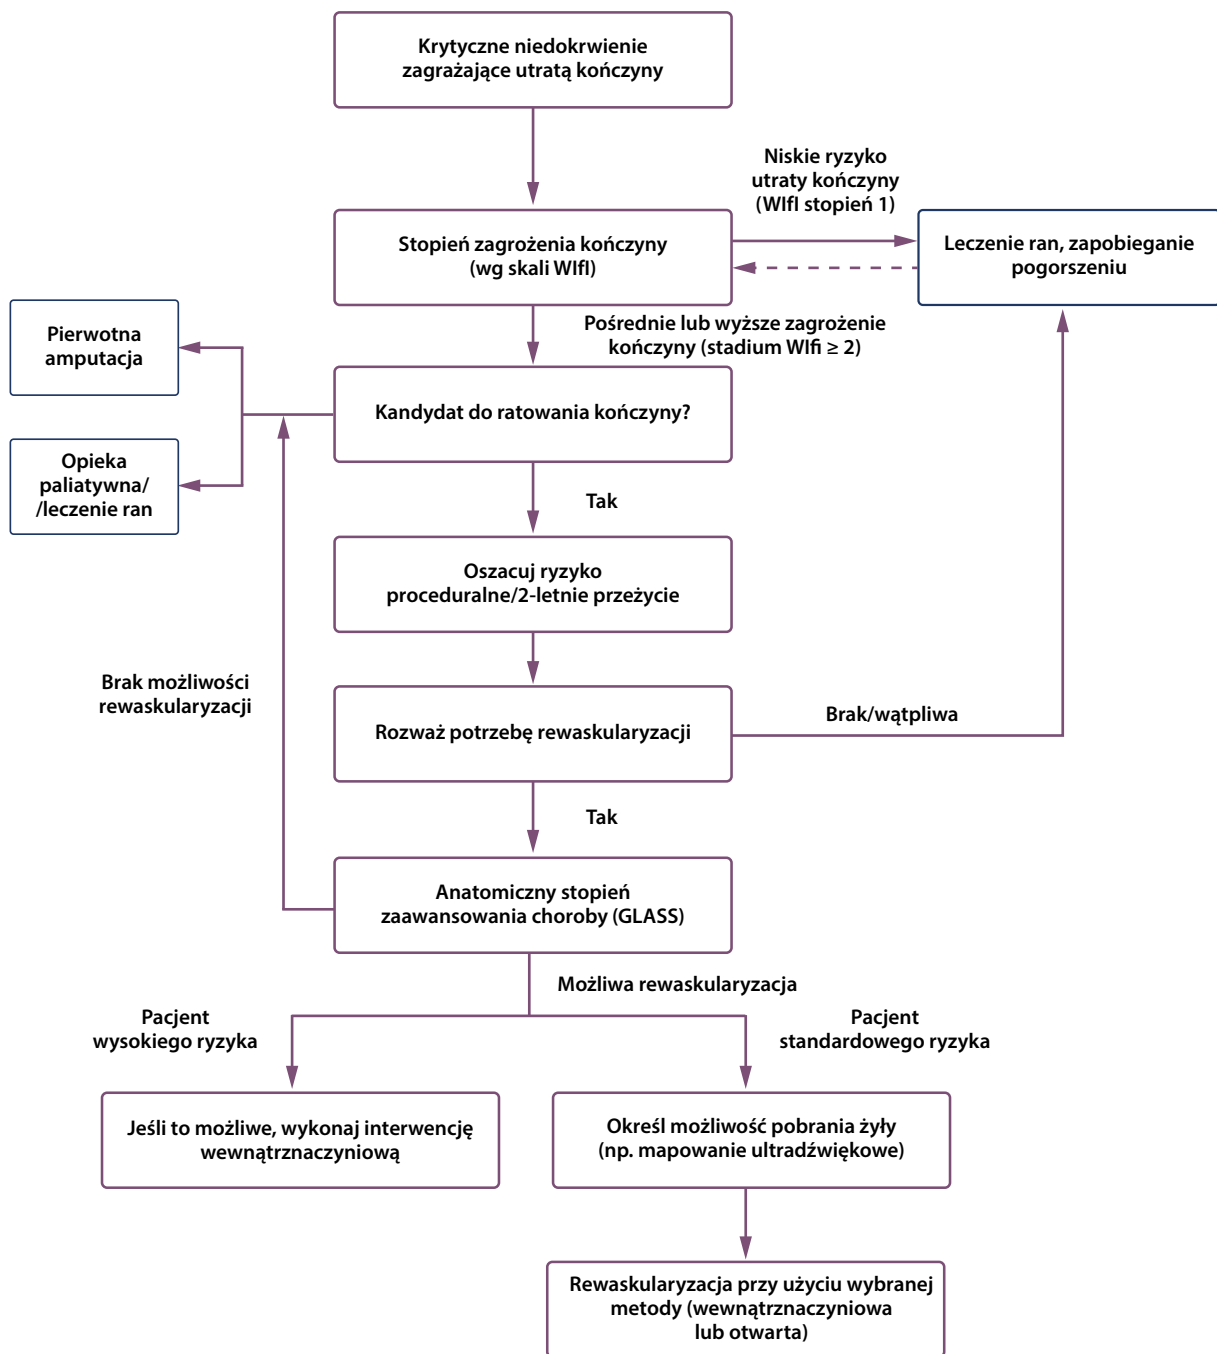 Krytyczne niedokrwienie
zagrażające utratą kończyny
Niskie ryzyko
utraty kończyny
(WIfI stopień 1)
Stopień zagrożenia kończyny
(wg skali WIfI)
Leczenie ran, zapobieganie
pogorszeniu
Pośrednie lub wyższe zagrożenie
kończyny (stadium WIfi ≥ 2)
Pierwotna
amputacja
Kandydat do ratowania kończyny?
Opieka
paliatywna/
/leczenie ran
Tak
Oszacuj ryzyko
proceduralne/2-letnie przeżycie
Brak możliwości
rewaskularyzacji
Rozważ potrzebę rewaskularyzacji
Brak/wątpliwa
Tak
Anatomiczny stopień
zaawansowania choroby (GLASS)
Możliwa rewaskularyzacja
Pacjent
wysokiego ryzyka
Pacjent
standardowego ryzyka
Jeśli to możliwe, wykonaj interwencję
wewnątrznaczyniową
Określ możliwość pobrania żyły
(np. mapowanie ultradźwiękowe)
Rewaskularyzacja przy użyciu wybranej
metody (wewnątrznaczyniowa
lub otwarta)